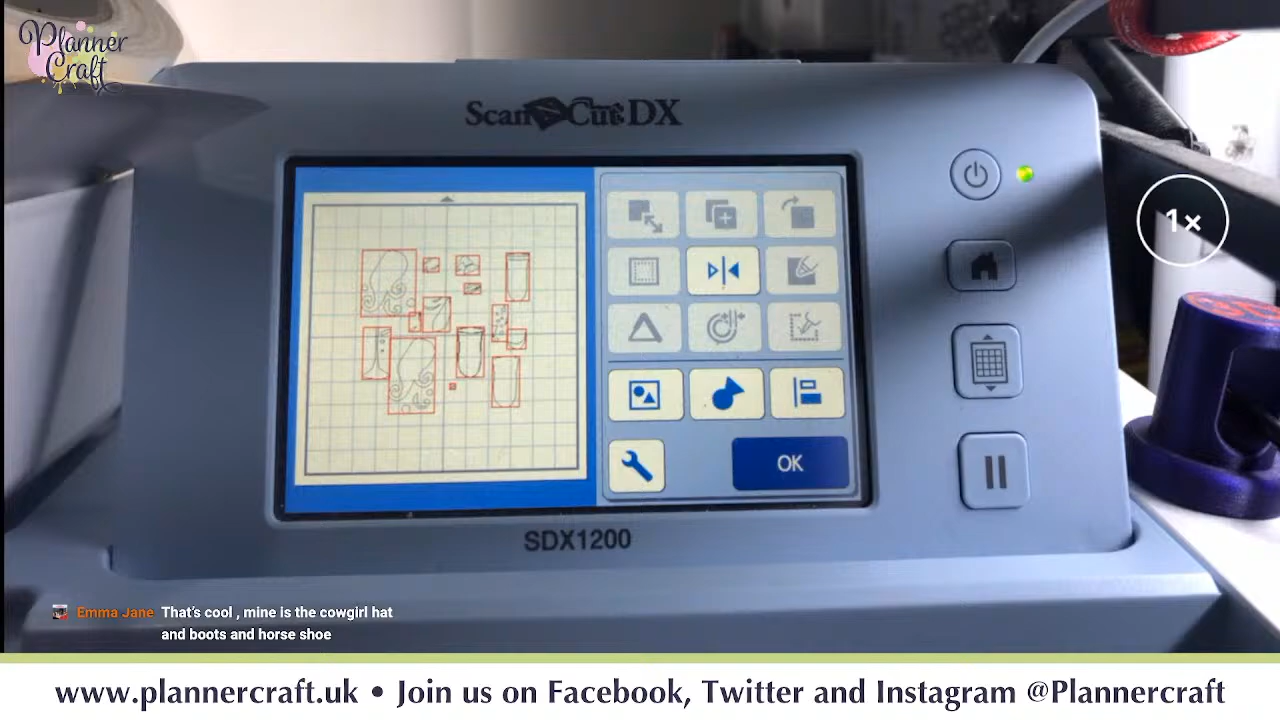 Planner
Craft
ScanNCut DX
1×
OK
SDX1200
Emma Jane That's cool , mine is the cowgirl hat
and boots and horse shoe
www.plannercraft.uk • Join us on Facebook, Twitter and Instagram @Plannercraft